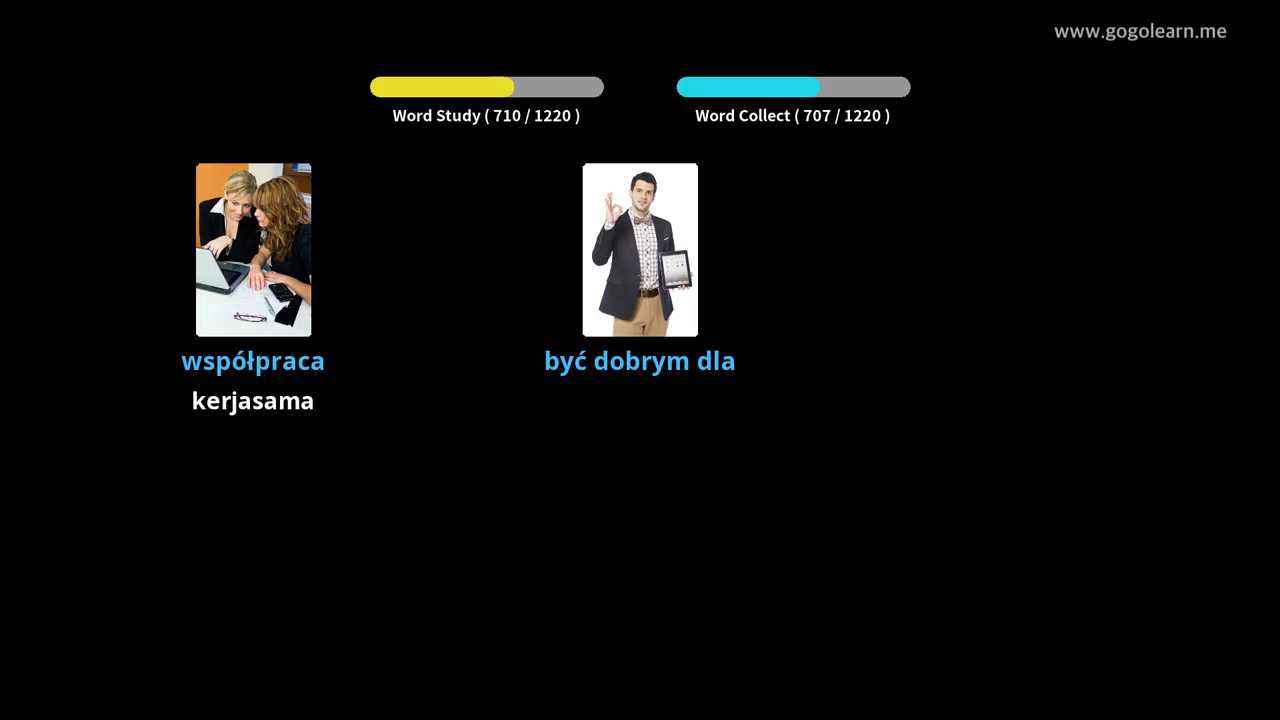 www.gogolearn.me
Word Study ( 710 / 1220 )
Word Collect ( 707 / 1220 )
współpraca
być dobrym dla
kerjasama